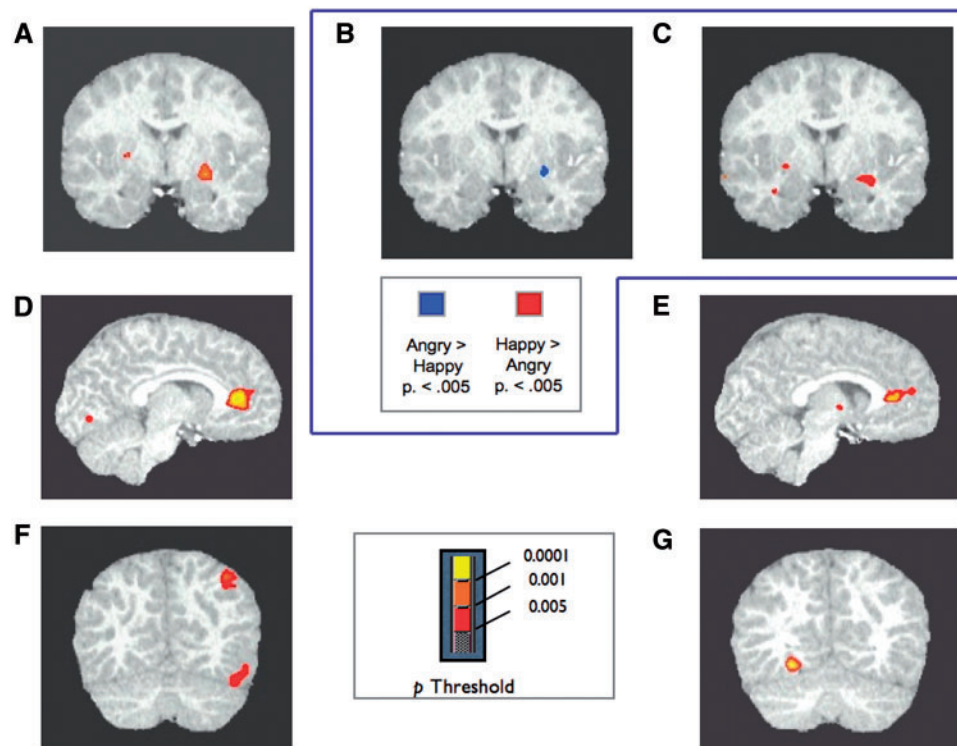 A
B
C
D
Angry >
Happy
p. < .005
Happy >
Angry
p. < .005
E
F
0.0001
0.001
0.005
p Threshold
G